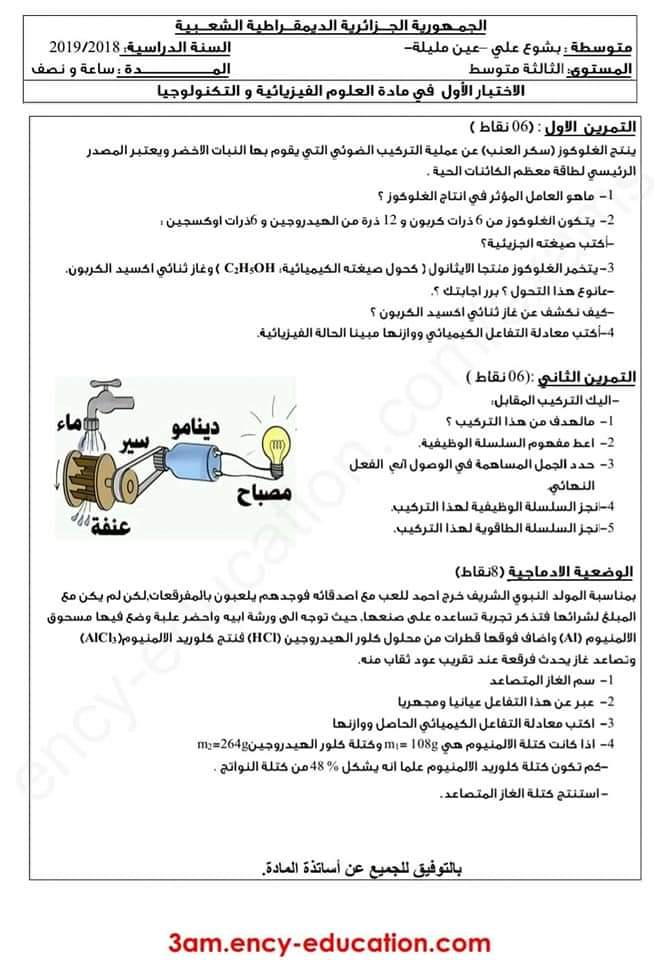 الجمهورية الجزائرية الديمقراطية الشعبية
متوسطة : بشوع علي –عين مليلة-
السنة الدراسية: 2019/2018
المستوى: الثالثة متوسط
المـــدة : ساعة و نصف
الاختبار الأول في مادة العلوم الفيزيائية و التكنولوجيا
التمرين الاول : (06 نقاط )
ينتج الغلوكوز (سكر العنب) عن عملية التركيب الضوئي التي يقوم بها النبات الاخضر ويعتبر المصدر
الرئيسي لطاقة معظم الكائنات الحية .
1- ماهو العامل المؤثر في انتاج الغلوكوز ؟
2- يتكون الغلوكوز من 6 ذرات كربون و 12 ذرة من الهيدروجين و 6ذرات اوكسجين :
–أكتب صيغته الجزيئية؟
3–يتخمر الغلوكوز منتجا الايثانول ( كحول صيغته الكيميائية: C₂H₅OH ) وغاز ثنائي اكسيد الكربون.
–مانوع هذا التحول ؟ برر اجابتك ؟.
–كيف نكشف عن غاز ثنائي اكسيد الكربون ؟
4–أكتب معادلة التفاعل الكيميائي ووازنها مبينا الحالة الفيزيائية.
التمرين الثاني :(06 نقاط )
–اليك التركيب المقابل:
1- مالهدف من هذا التركيب ؟
2- اعط مفهوم السلسلة الوظيفية.
3- حدد الجمل المساهمة في الوصول الى الفعل
النهائي.
4–انجز السلسلة الوظيفية لهذا التركيب.
5–انجز السلسلة الطاقوية لهذا التركيب.
ماء
سير
دينامو
مصباح
عنفة
الوضعية الادماجية (8نقاط)
بمناسبة المولد النبوي الشريف خرج احمد للعب مع اصدقائه فوجدهم يلعبون بالمفرقعات,لكن لم يكن مع
المبلغ لشرائها فتذكر تجربة تساعده على صنعها, حيث توجه الى ورشة ابيه واحضر علبة وضع فيها مسحوق
الالمنيوم (Al) واضاف فوقها قطرات من محلول كلور الهيدروجين (HCl) فنتج كلوريد الالمنيوم(AlCl₃)
وتصاعد غاز يحدث فرقعة عند تقريب عود ثقاب منه.
1- سم الغاز المتصاعد
2- عبر عن هذا التفاعل عيانيا ومجهريا
3- اكتب معادلة التفاعل الكيميائي الحاصل ووازنها
4- اذا كانت كتلة الالمنيوم هي m₁= 108g وكتلة كلور الهيدروجينm₂=264g
–كم تكون كتلة كلوريد الالمنيوم علما انه يشكل 48 % من كتلة النواتج .
– استنتج كتلة الغاز المتصاعد .
بالتوفيق للجميع عن أساتذة المادة.
3am.ency-education.com